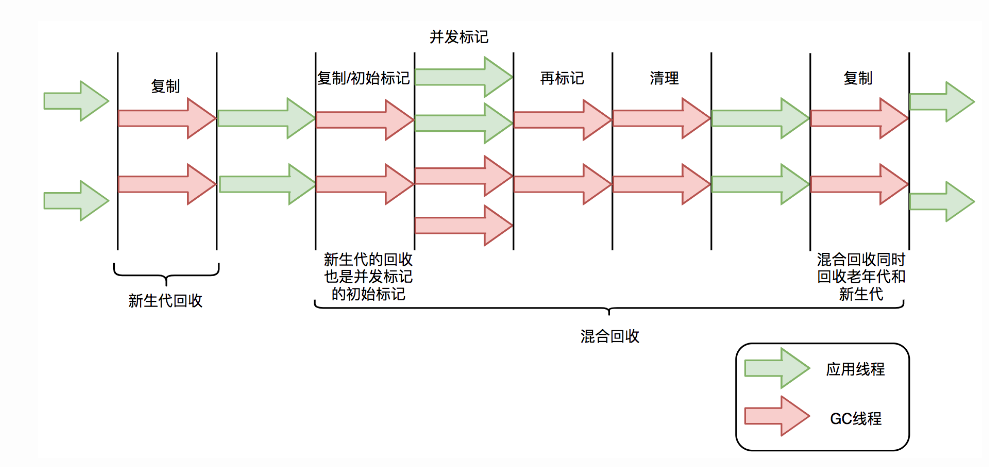 并发标记
复制
复制/初始标记
再标记
清理
复制
新生代的回收
也是并发标记
的初始标记
混合回收同时
回收老年代和
新生代
新生代回收
混合回收
应用线程
GC线程